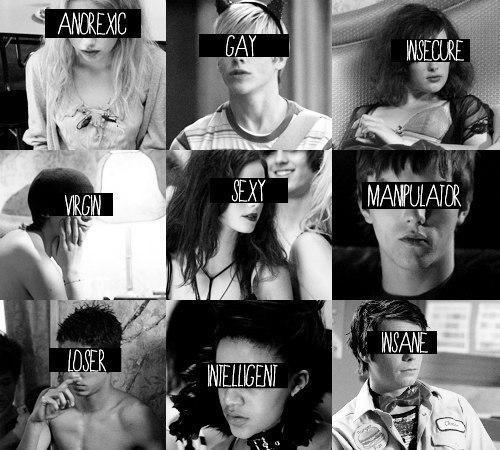 ANOREXIC
GAY
INSECURE
VIRGIN
SEXY
MANIPULATOR
LOSER
INTELLIGENT
INSANE